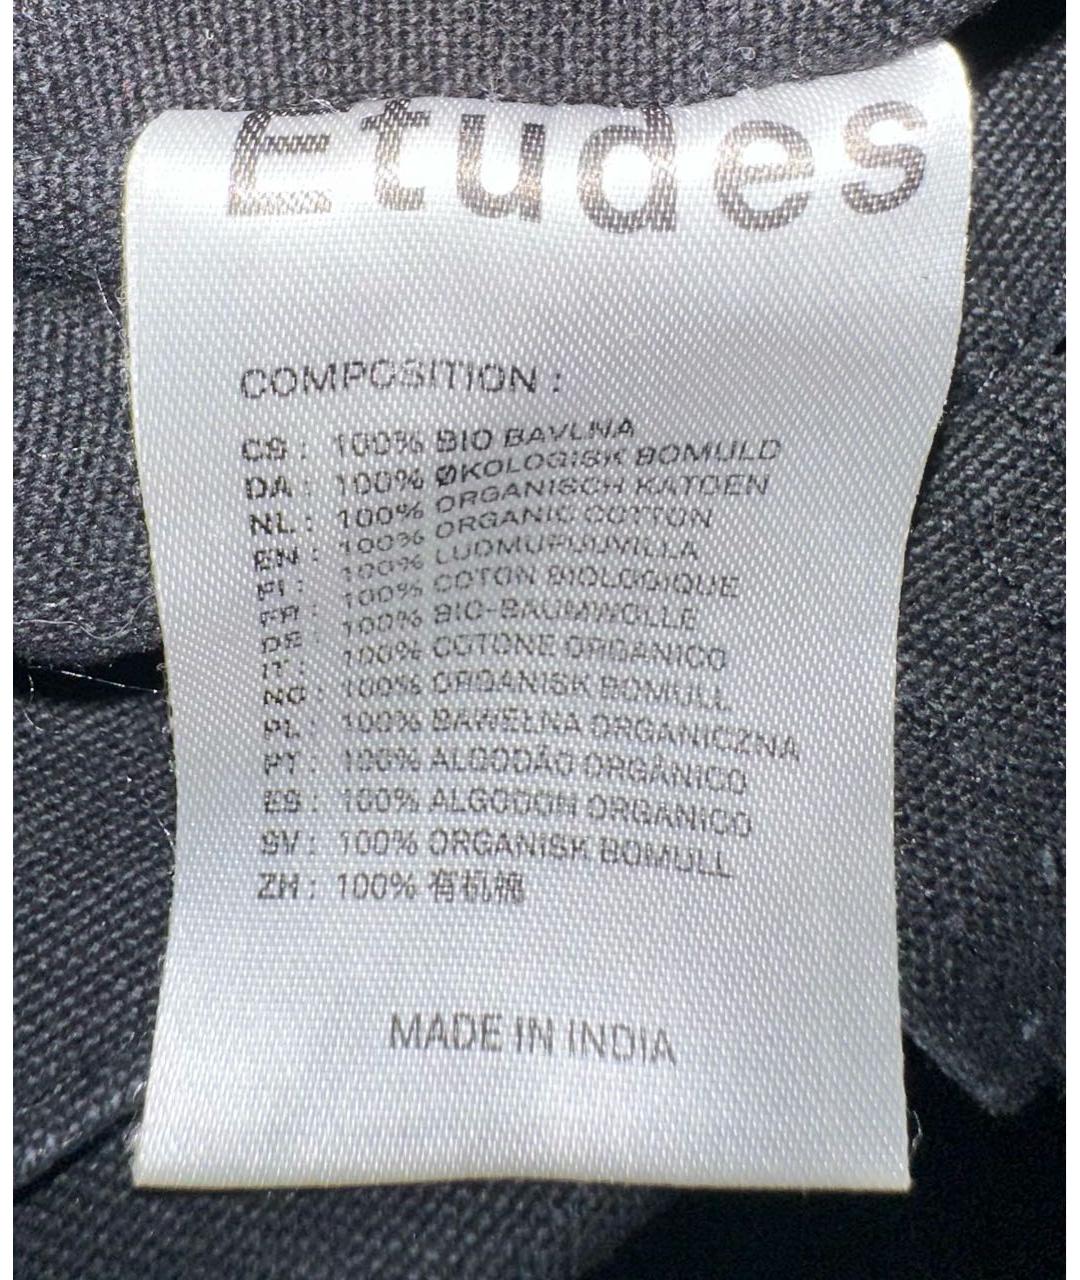 Etudes
COMPOSITION :
CS : 100% BIO BAVLNA
DA : 100% ØKOLOGISK BOMULD
NL : 100% ORGANISCH KATOEN
EN : 100% ORGANIC COTTON
FI : 100% LUOMUPUUVILLA
FR : 100% COTON BIOLOGIQUE
DE : 100% BIO-BAUMWOLLE
IT : 100% COTONE ORGANICO
NO : 100% ORGANISK BOMULL
PL : 100% BAWEŁNA ORGANICZNA
PT : 100% ALGODÃO ORGÂNICO
ES : 100% ALGODON ORGANICO
SV : 100% ORGANISK BOMULL
ZH : 100% 有机棉
MADE IN INDIA